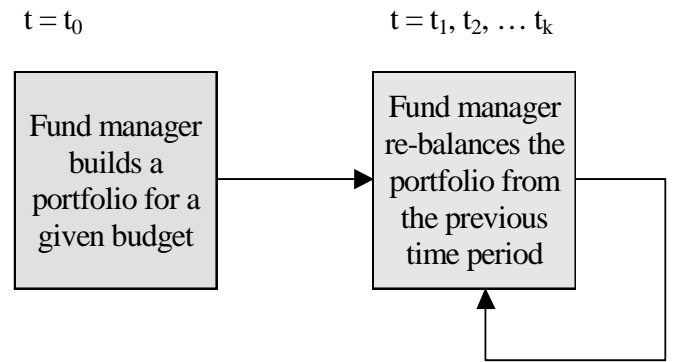 t = t₀
t = t₁, t₂, … tₖ
Fund manager
builds a
portfolio for a
given budget
Fund manager
re-balances the
portfolio from
the previous
time period